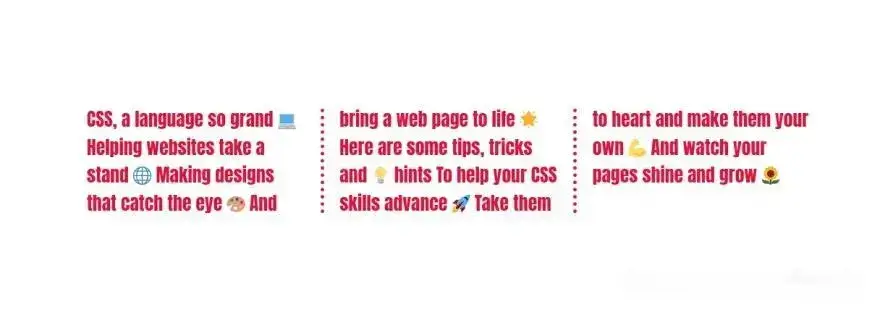 CSS, a language so grand 💻
Helping websites take a
stand 🌐 Making designs
that catch the eye 🎨 And
bring a web page to life 🌟
Here are some tips, tricks
and 💡 hints To help your CSS
skills advance 🚀 Take them
to heart and make them your
own 💪 And watch your
pages shine and grow 🌻